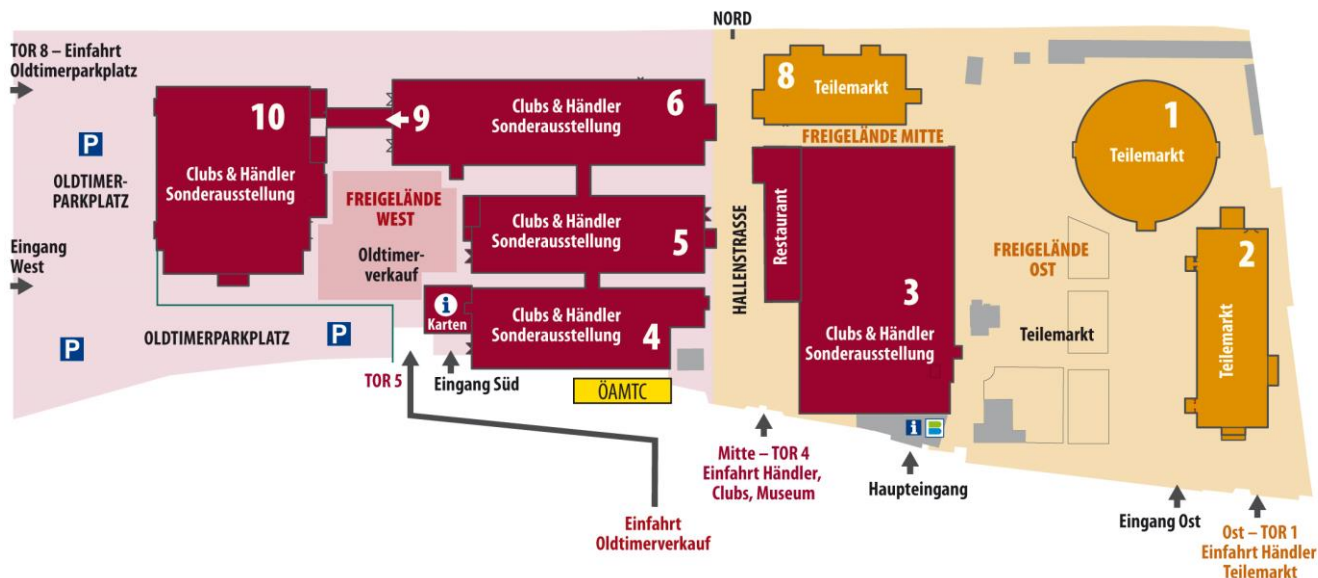 NORD
TOR 8 – Einfahrt
Oldtimerparkplatz
P
OLDTIMER-
PARKPLATZ
Eingang
West
P
OLDTIMERPARKPLATZ
P
10
Clubs & Händler
Sonderausstellung
9
Clubs & Händler
Sonderausstellung
6
FREIGELÄNDE
WEST
Oldtimer-
verkauf
Clubs & Händler
Sonderausstellung
5
i
Karten
Clubs & Händler
Sonderausstellung
4
TOR 5
Eingang Süd
ÖAMTC
Einfahrt
Oldtimerverkauf
HALLENSTRASSE
8
Teilemarkt
FREIGELÄNDE MITTE
Restaurant
3
Clubs & Händler
Sonderausstellung
i
Mitte – TOR 4
Einfahrt Händler,
Clubs, Museum
Haupteingang
1
Teilemarkt
FREIGELÄNDE
OST
Teilemarkt
2
Teilemarkt
Eingang Ost
Ost – TOR 1
Einfahrt Händler
Teilemarkt